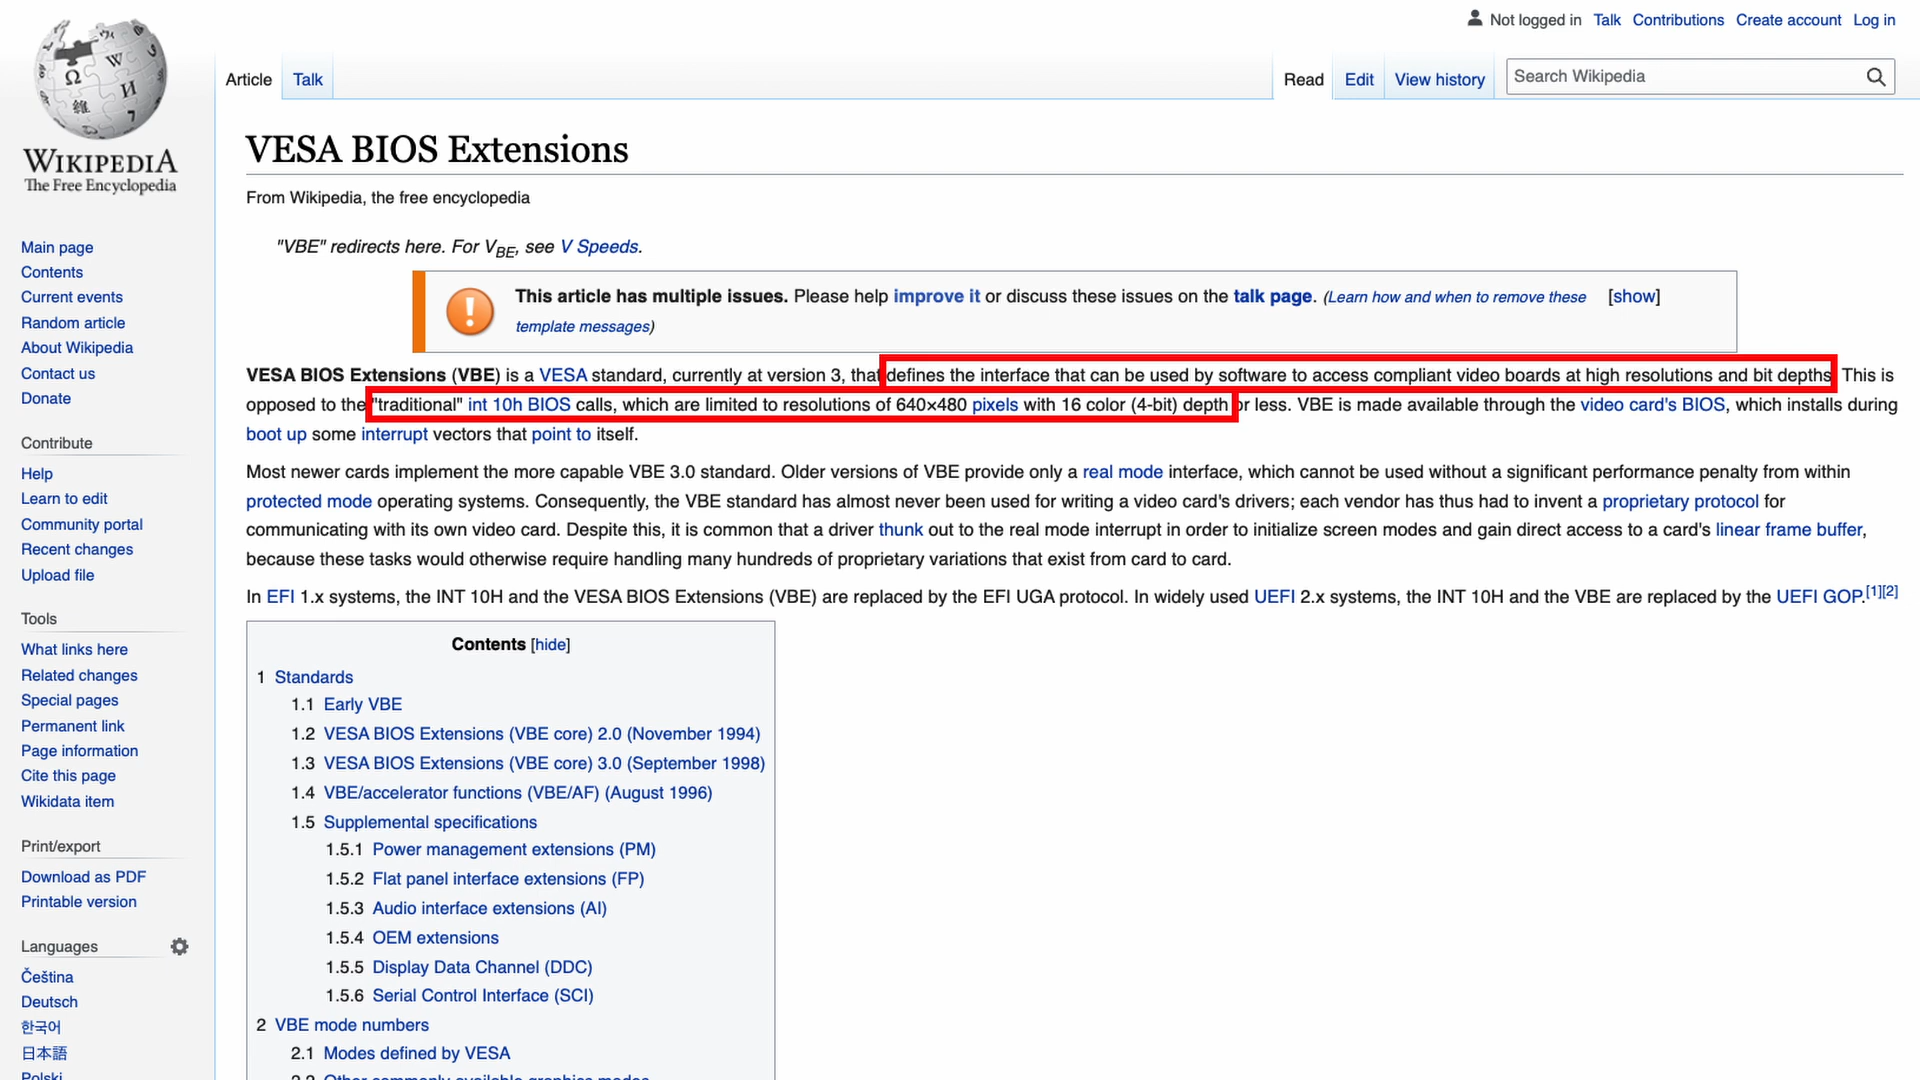 Not logged in Talk Contributions Create account Log in
Article Talk Read Edit View history Search Wikipedia
WIKIPEDIA
The Free Encyclopedia
Main page
Contents
Current events
Random article
About Wikipedia
Contact us
Donate
Contribute
Help
Learn to edit
Community portal
Recent changes
Upload file
Tools
What links here
Related changes
Special pages
Permanent link
Page information
Cite this page
Wikidata item
Print/export
Download as PDF
Printable version
Languages
Čeština
Deutsch
한국어
日本語
Polski
VESA BIOS Extensions
From Wikipedia, the free encyclopedia
"VBE" redirects here. For VBE, see V Speeds.
This article has multiple issues. Please help improve it or discuss these issues on the talk page. (Learn how and when to remove these [show]
template messages)
VESA BIOS Extensions (VBE) is a VESA standard, currently at version 3, that defines the interface that can be used by software to access compliant video boards at high resolutions and bit depths. This is
opposed to the "traditional" int 10h BIOS calls, which are limited to resolutions of 640×480 pixels with 16 color (4-bit) depth or less. VBE is made available through the video card's BIOS, which installs during
boot up some interrupt vectors that point to itself.
Most newer cards implement the more capable VBE 3.0 standard. Older versions of VBE provide only a real mode interface, which cannot be used without a significant performance penalty from within
protected mode operating systems. Consequently, the VBE standard has almost never been used for writing a video card's drivers; each vendor has thus had to invent a proprietary protocol for
communicating with its own video card. Despite this, it is common that a driver thunk out to the real mode interrupt in order to initialize screen modes and gain direct access to a card's linear frame buffer,
because these tasks would otherwise require handling many hundreds of proprietary variations that exist from card to card.
In EFI 1.x systems, the INT 10H and the VESA BIOS Extensions (VBE) are replaced by the EFI UGA protocol. In widely used UEFI 2.x systems, the INT 10H and the VBE are replaced by the UEFI GOP.[1][2]
Contents [hide]
1 Standards
1.1 Early VBE
1.2 VESA BIOS Extensions (VBE core) 2.0 (November 1994)
1.3 VESA BIOS Extensions (VBE core) 3.0 (September 1998)
1.4 VBE/accelerator functions (VBE/AF) (August 1996)
1.5 Supplemental specifications
1.5.1 Power management extensions (PM)
1.5.2 Flat panel interface extensions (FP)
1.5.3 Audio interface extensions (AI)
1.5.4 OEM extensions
1.5.5 Display Data Channel (DDC)
1.5.6 Serial Control Interface (SCI)
2 VBE mode numbers
2.1 Modes defined by VESA
2.2 Other commonly available graphics modes